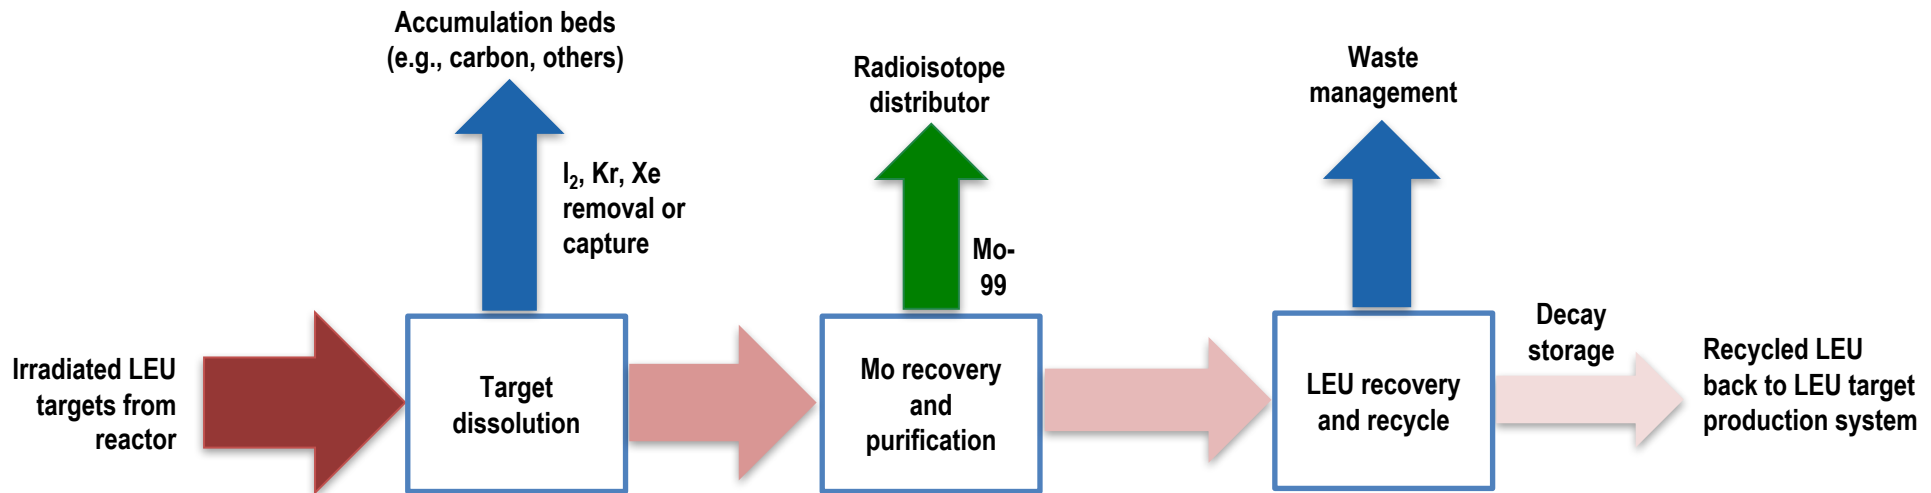 Accumulation beds
(e.g., carbon, others)
I₂, Kr, Xe
removal or
capture
Radioisotope
distributor
Mo-
99
Waste
management
Irradiated LEU
targets from
reactor
Target
dissolution
Mo recovery
and
purification
LEU recovery
and recycle
Decay
storage
Recycled LEU
back to LEU target
production system